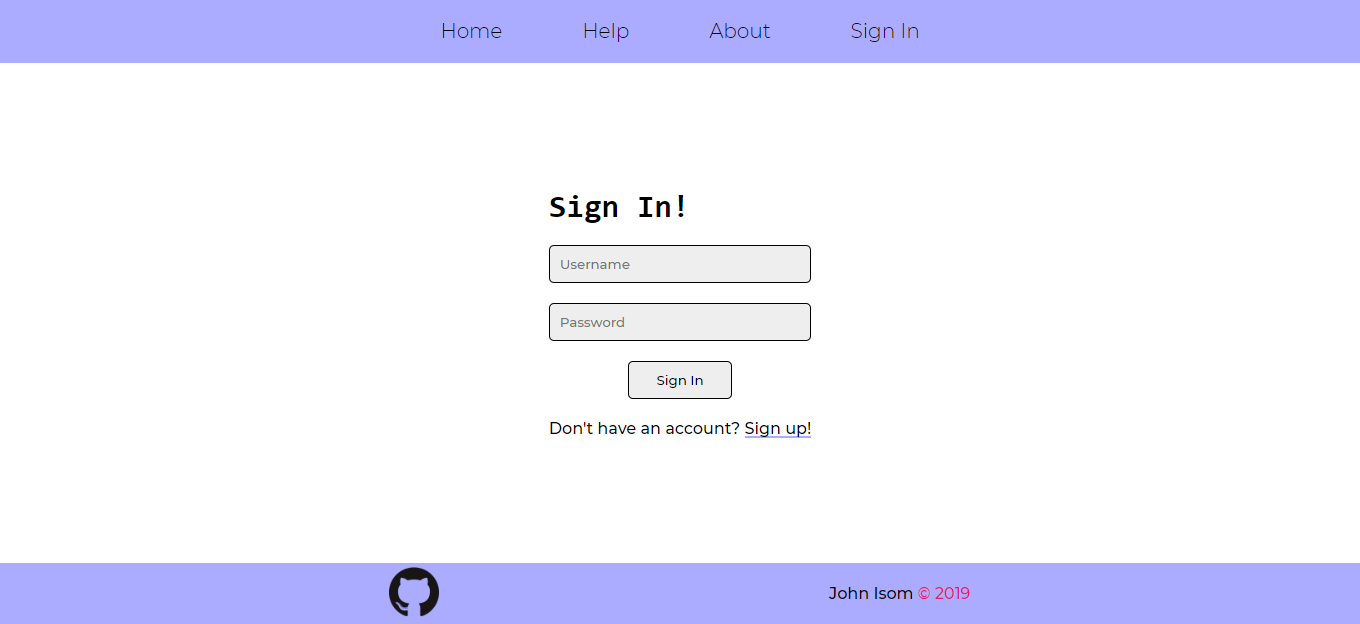 Home Help About Sign In
Sign In!
Username
Password
Sign In
Don't have an account? Sign up!
John Isom © 2019